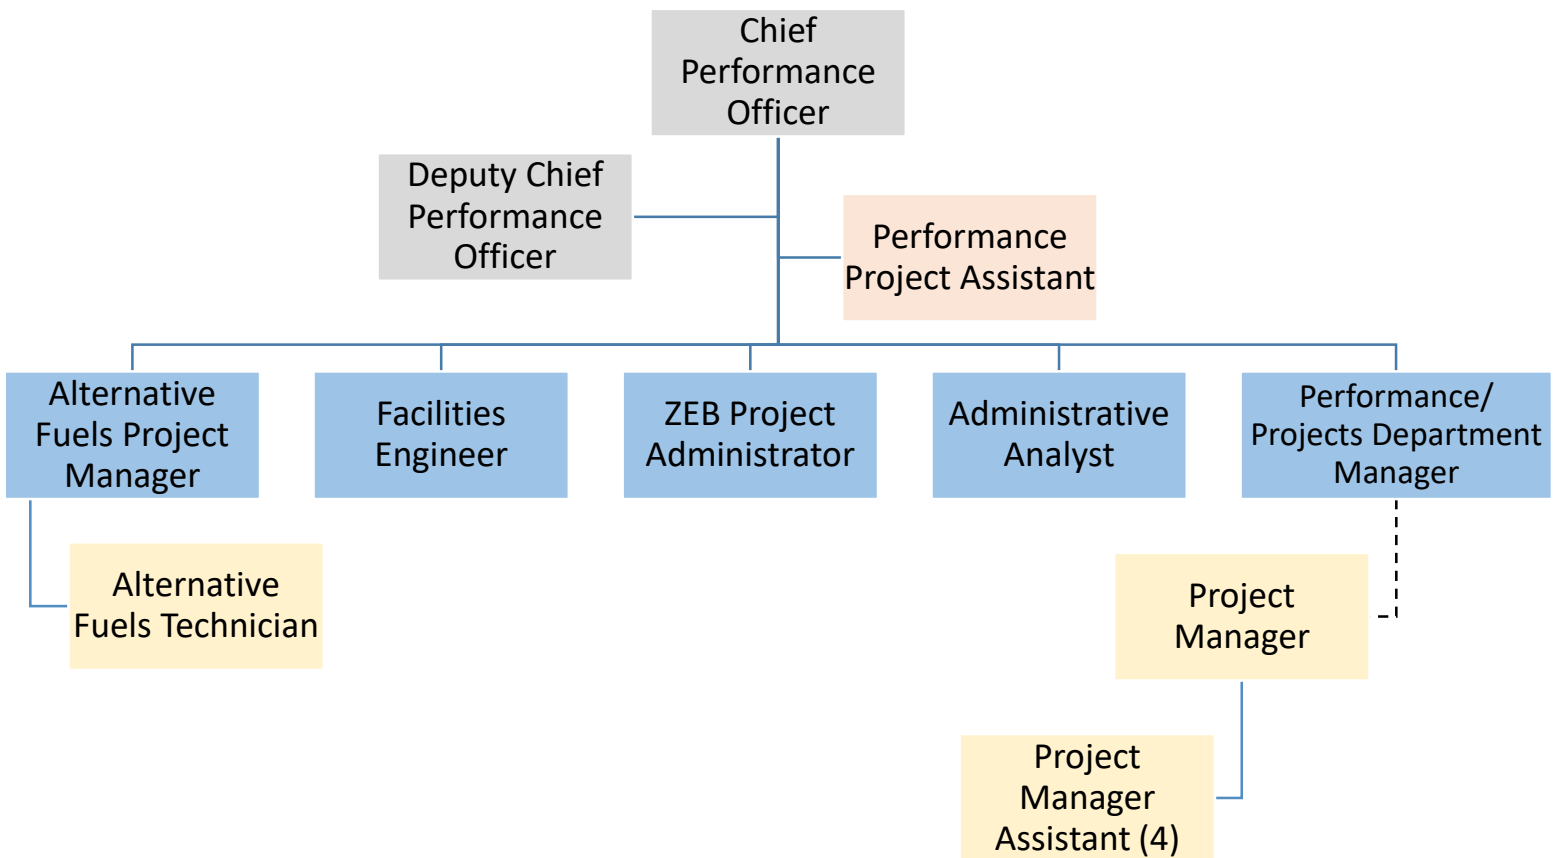 Chief
Performance
Officer
Deputy Chief
Performance
Officer
Performance
Project Assistant
Alternative
Fuels Project
Manager
Facilities
Engineer
ZEB Project
Administrator
Administrative
Analyst
Performance/
Projects Department
Manager
Alternative
Fuels Technician
Project
Manager
Project
Manager
Assistant (4)